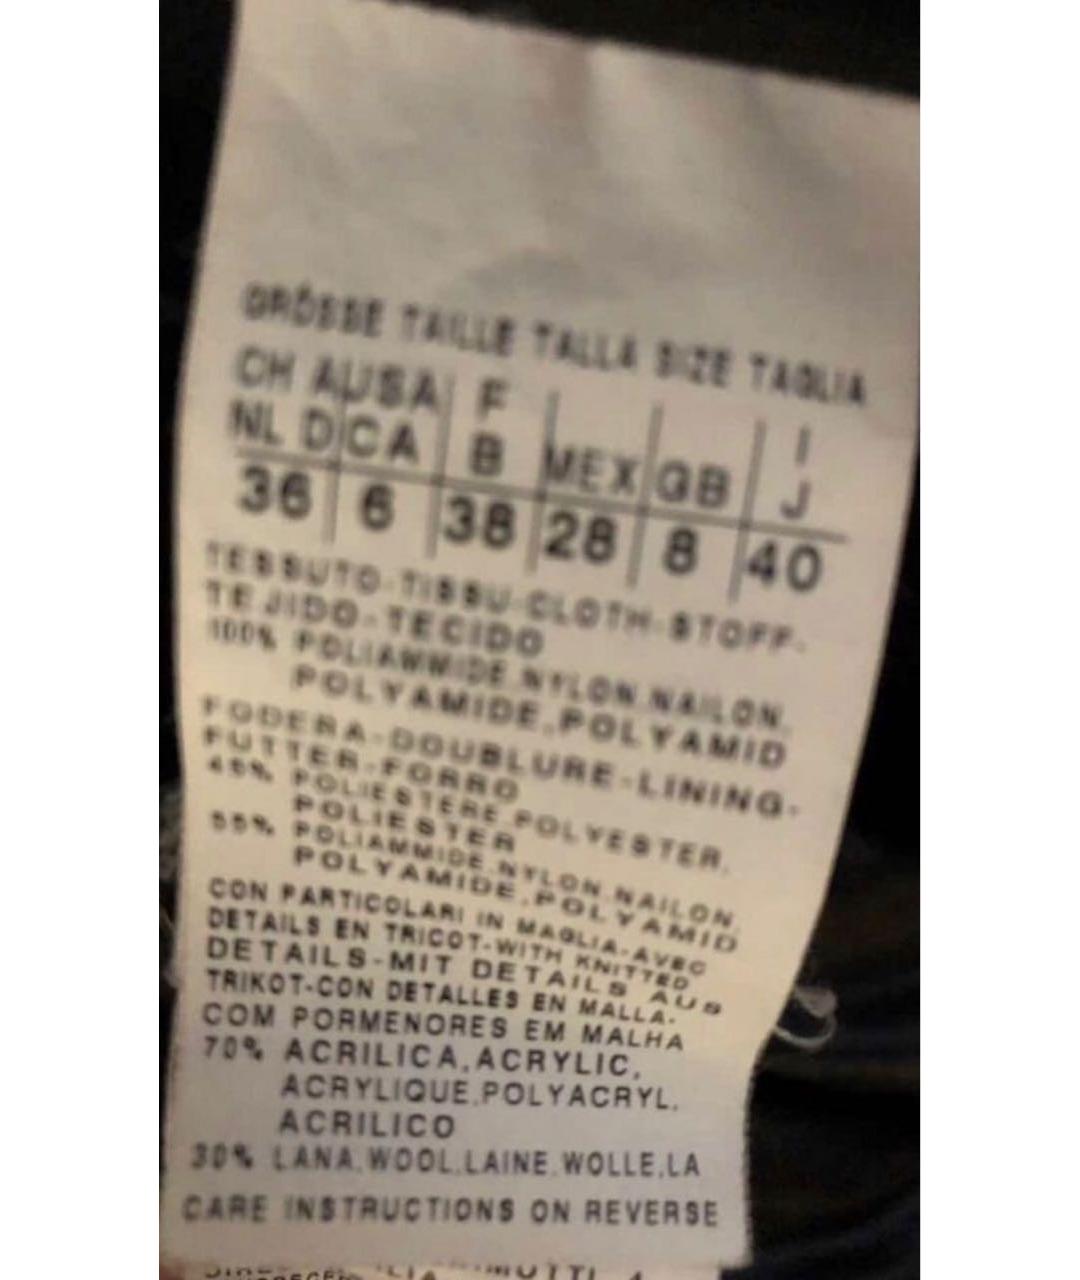 GRÖSSE TAILLE TALLA SIZE TAGLIA
CH A USA F I
NL D CA B MEX GB J
36 6 38 28 8 40
TESSUTO-TISSU-CLOTH-STOFF-
TEJIDO-TECIDO
100% POLIAMMIDE,NYLON,NAILON,
POLYAMIDE,POLYAMID
FODERA-DOUBLURE-LINING-
FUTTER-FORRO
45% POLIESTERE,POLYESTER,
POLIESTER
55% POLIAMMIDE,NYLON,NAILON,
POLYAMIDE,POLYAMID
CON PARTICOLARI IN MAGLIA-AVEC
DETAILS EN TRICOT-WITH KNITTED
DETAILS-MIT DETAILS AUS
TRIKOT-CON DETALLES EN MALLA-
COM PORMENORES EM MALHA
70% ACRILICA,ACRYLIC,
ACRYLIQUE,POLYACRYL,
ACRILICO
30% LANA,WOOL,LAINE,WOLLE,LA
CARE INSTRUCTIONS ON REVERSE